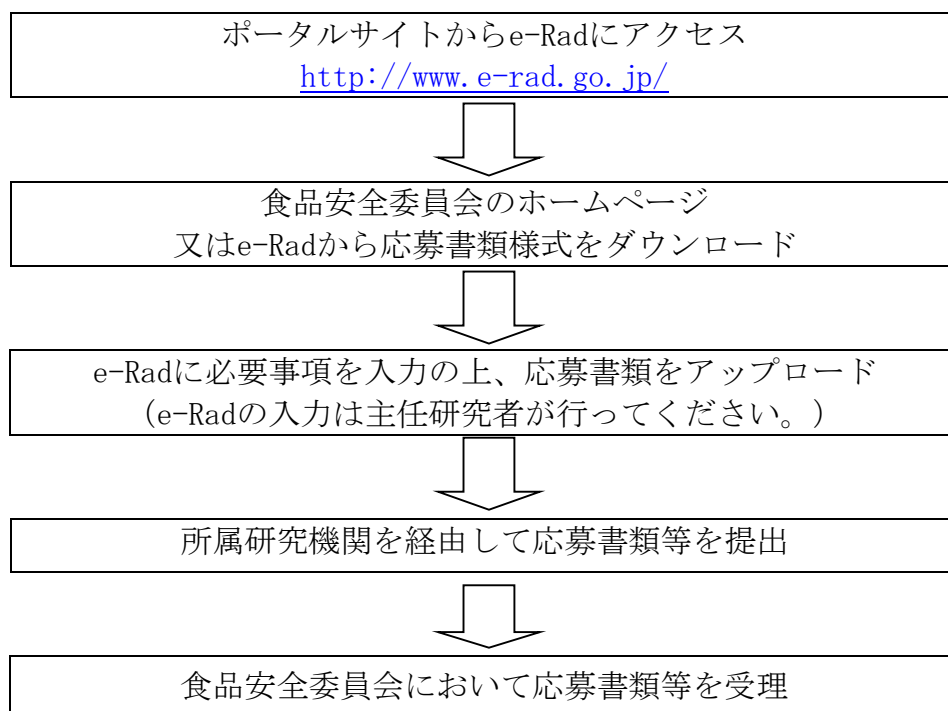 ポータルサイトからe-Radにアクセス
http://www.e-rad.go.jp/
食品安全委員会のホームページ
又はe-Radから応募書類様式をダウンロード
e-Radに必要事項を入力の上、応募書類をアップロード
（e-Radの入力は主任研究者が行ってください。）
所属研究機関を経由して応募書類等を提出
食品安全委員会において応募書類等を受理